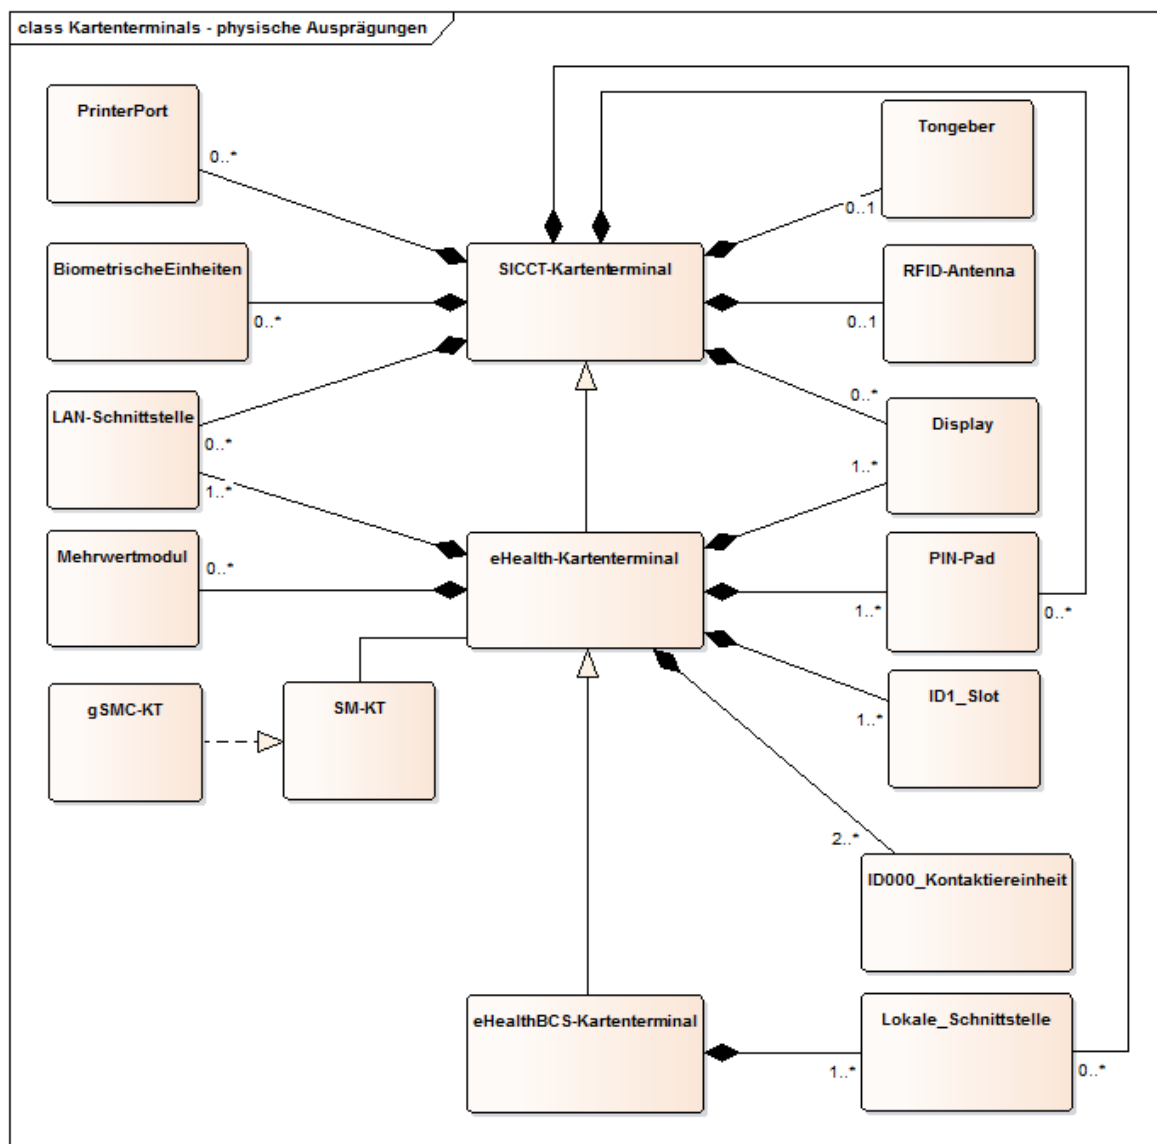 class Kartenterminals - physische Ausprägungen
PrinterPort
0..*
Tongeber
0..1
BiometrischeEinheiten
0..*
SICCT-Kartenterminal
RFID-Antenna
0..1
LAN-Schnittstelle
0..*
1..*
0..*
Display
1..*
Mehrwertmodul
0..*
eHealth-Kartenterminal
PIN-Pad
1..*
0..*
gSMC-KT
SM-KT
ID1_Slot
1..*
2..*
ID000_Kontaktiereinheit
eHealthBCS-Kartenterminal
Lokale_Schnittstelle
1..*
0..*